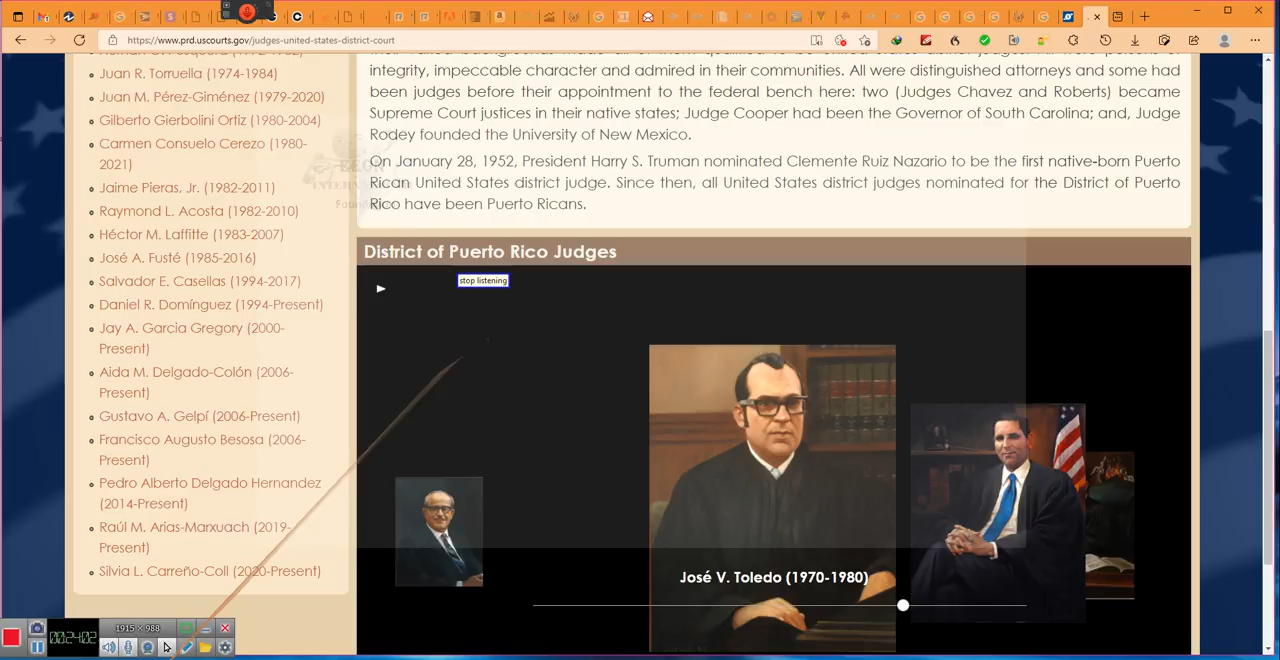 https://www.prd.uscourts.gov/judges-united-states-district-court
Juan R. Torruella (1974-1984)
Juan M. Pérez-Giménez (1979-2020)
Gilberto Gierbolini Ortiz (1980-2004)
Carmen Consuelo Cerezo (1980-
2021)
Jaime Pieras, Jr. (1982-2011)
Raymond L. Acosta (1982-2010)
Héctor M. Laffitte (1983-2007)
José A. Fusté (1985-2016)
Salvador E. Casellas (1994-2017)
Daniel R. Domínguez (1994-Present)
Jay A. Garcia Gregory (2000-
Present)
Aida M. Delgado-Colón (2006-
Present)
Gustavo A. Gelpí (2006-Present)
Francisco Augusto Besosa (2006-
Present)
Pedro Alberto Delgado Hernandez
(2014-Present)
Raúl M. Arias-Marxuach (2019-
Present)
Silvia L. Carreño-Coll (2020-Present)
integrity, impeccable character and admired in their communities. All were distinguished attorneys and some had
been judges before their appointment to the federal bench here: two (Judges Chavez and Roberts) became
Supreme Court justices in their native states; Judge Cooper had been the Governor of South Carolina; and, Judge
Rodey founded the University of New Mexico.
On January 28, 1952, President Harry S. Truman nominated Clemente Ruiz Nazario to be the first native-born Puerto
Rican United States district judge. Since then, all United States district judges nominated for the District of Puerto
Rico have been Puerto Ricans.
District of Puerto Rico Judges
stop listening
José V. Toledo (1970-1980)
1915 x 988
00:24:02